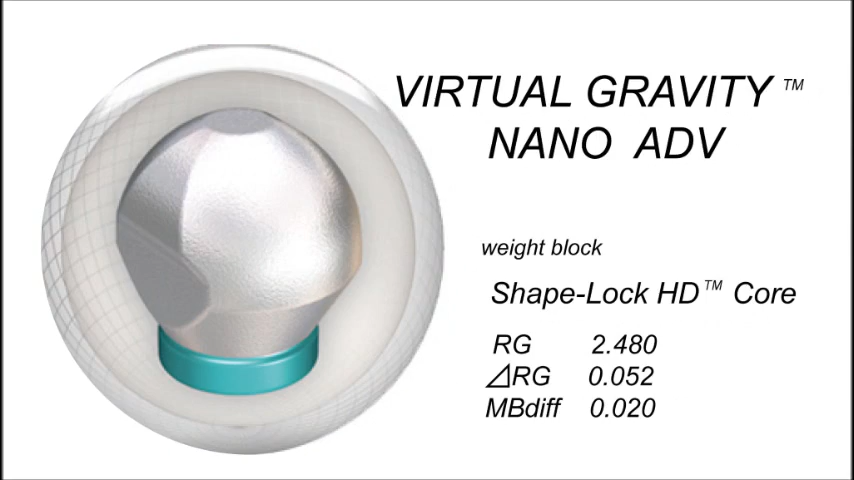 VIRTUAL GRAVITY™
NANO ADV
weight block
Shape-Lock HD™ Core
RG 2.480
⊿RG 0.052
MBdiff 0.020